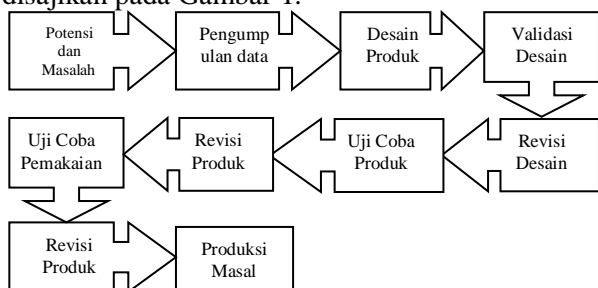 disajikan pada Gambar 1.
Potensi
dan
Masalah
Pengump
ulan data
Desain
Produk
Validasi
Desain
Revisi
Desain
Uji Coba
Produk
Revisi
Produk
Uji Coba
Pemakaian
Revisi
Produk
Produksi
Masal